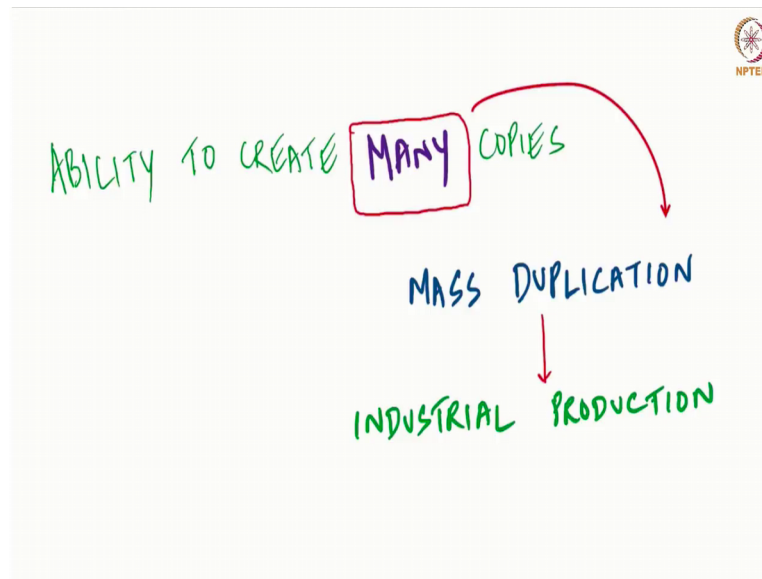 NPTEL
ABILITY TO CREATE MANY COPIES
MASS DUPLICATION
INDUSTRIAL PRODUCTION